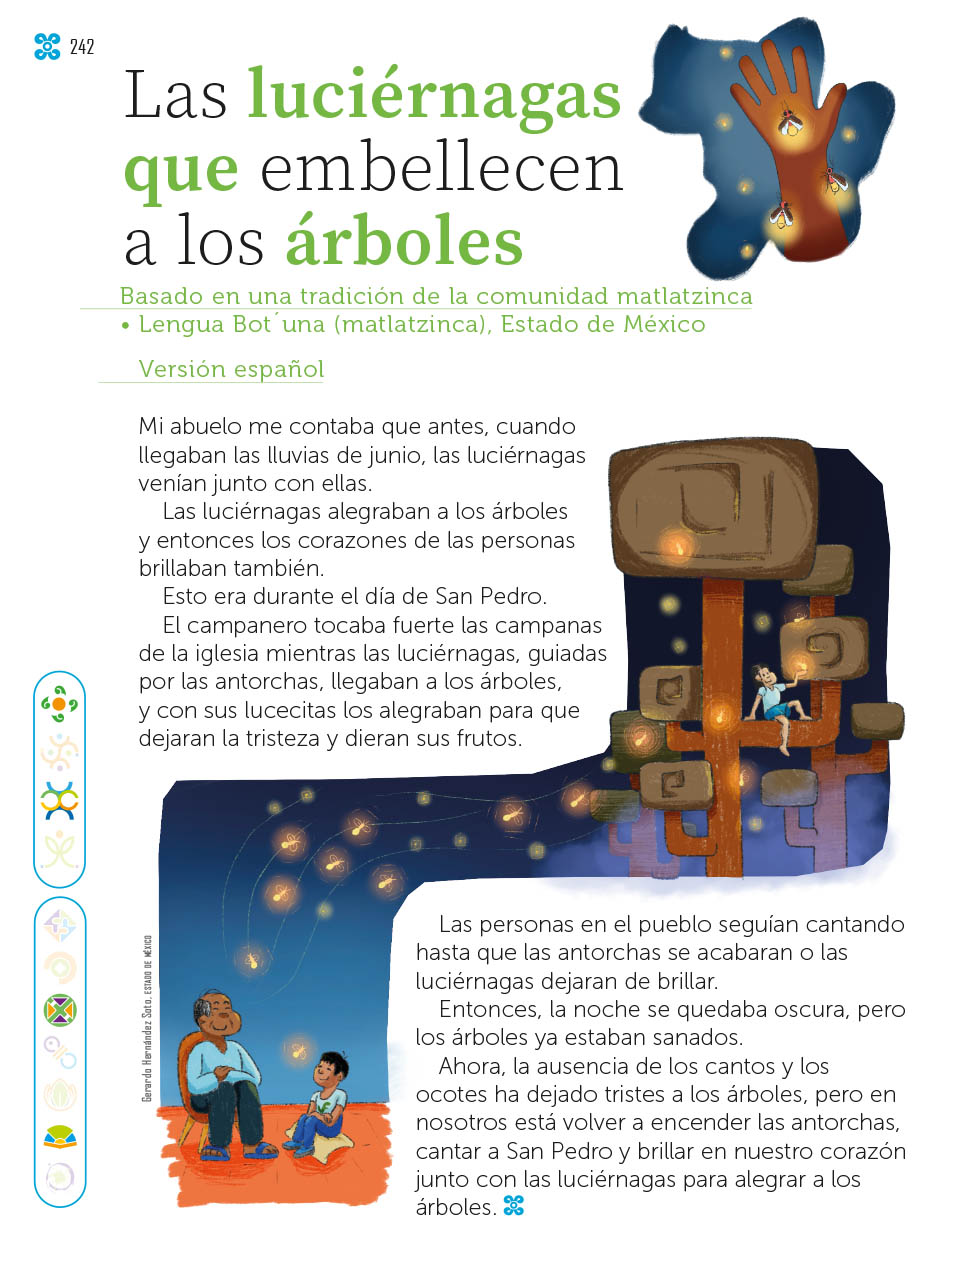 242
Las luciérnagas
que embellecen
a los árboles
Basado en una tradición de la comunidad matlatzinca
• Lengua Bot´una (matlatzinca), Estado de México
Versión español
Mi abuelo me contaba que antes, cuando
llegaban las lluvias de junio, las luciérnagas
venían junto con ellas.
Las luciérnagas alegraban a los árboles
y entonces los corazones de las personas
brillaban también.
Esto era durante el día de San Pedro.
El campanero tocaba fuerte las campanas
de la iglesia mientras las luciérnagas, guiadas
por las antorchas, llegaban a los árboles,
y con sus lucecitas los alegraban para que
dejaran la tristeza y dieran sus frutos.
Gerardo Hernández Soto, ESTADO DE MÉXICO
Las personas en el pueblo seguían cantando
hasta que las antorchas se acabaran o las
luciérnagas dejaran de brillar.
Entonces, la noche se quedaba oscura, pero
los árboles ya estaban sanados.
Ahora, la ausencia de los cantos y los
ocotes ha dejado tristes a los árboles, pero en
nosotros está volver a encender las antorchas,
cantar a San Pedro y brillar en nuestro corazón
junto con las luciérnagas para alegrar a los
árboles.